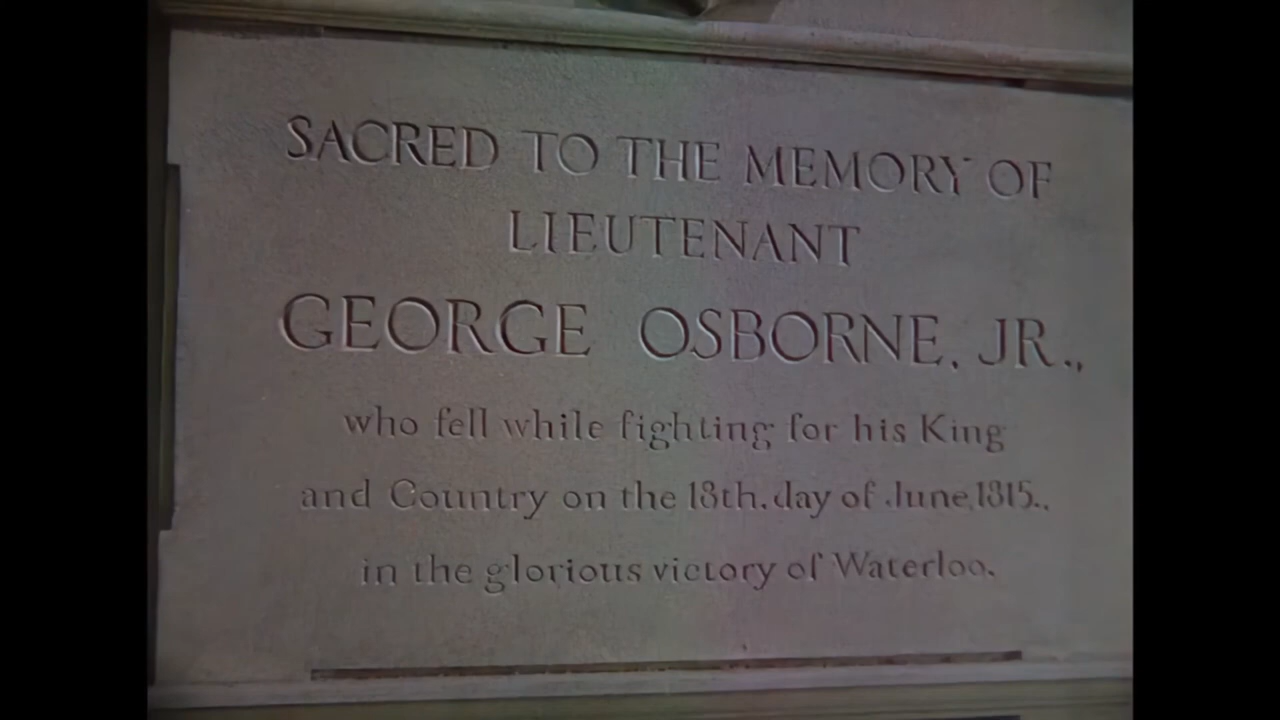 SACRED TO THE MEMORY OF
LIEUTENANT
GEORGE OSBORNE, JR.,
who fell while fighting for his King
and Country on the 18th. day of June, 1815.,
in the glorious victory of Waterloo.